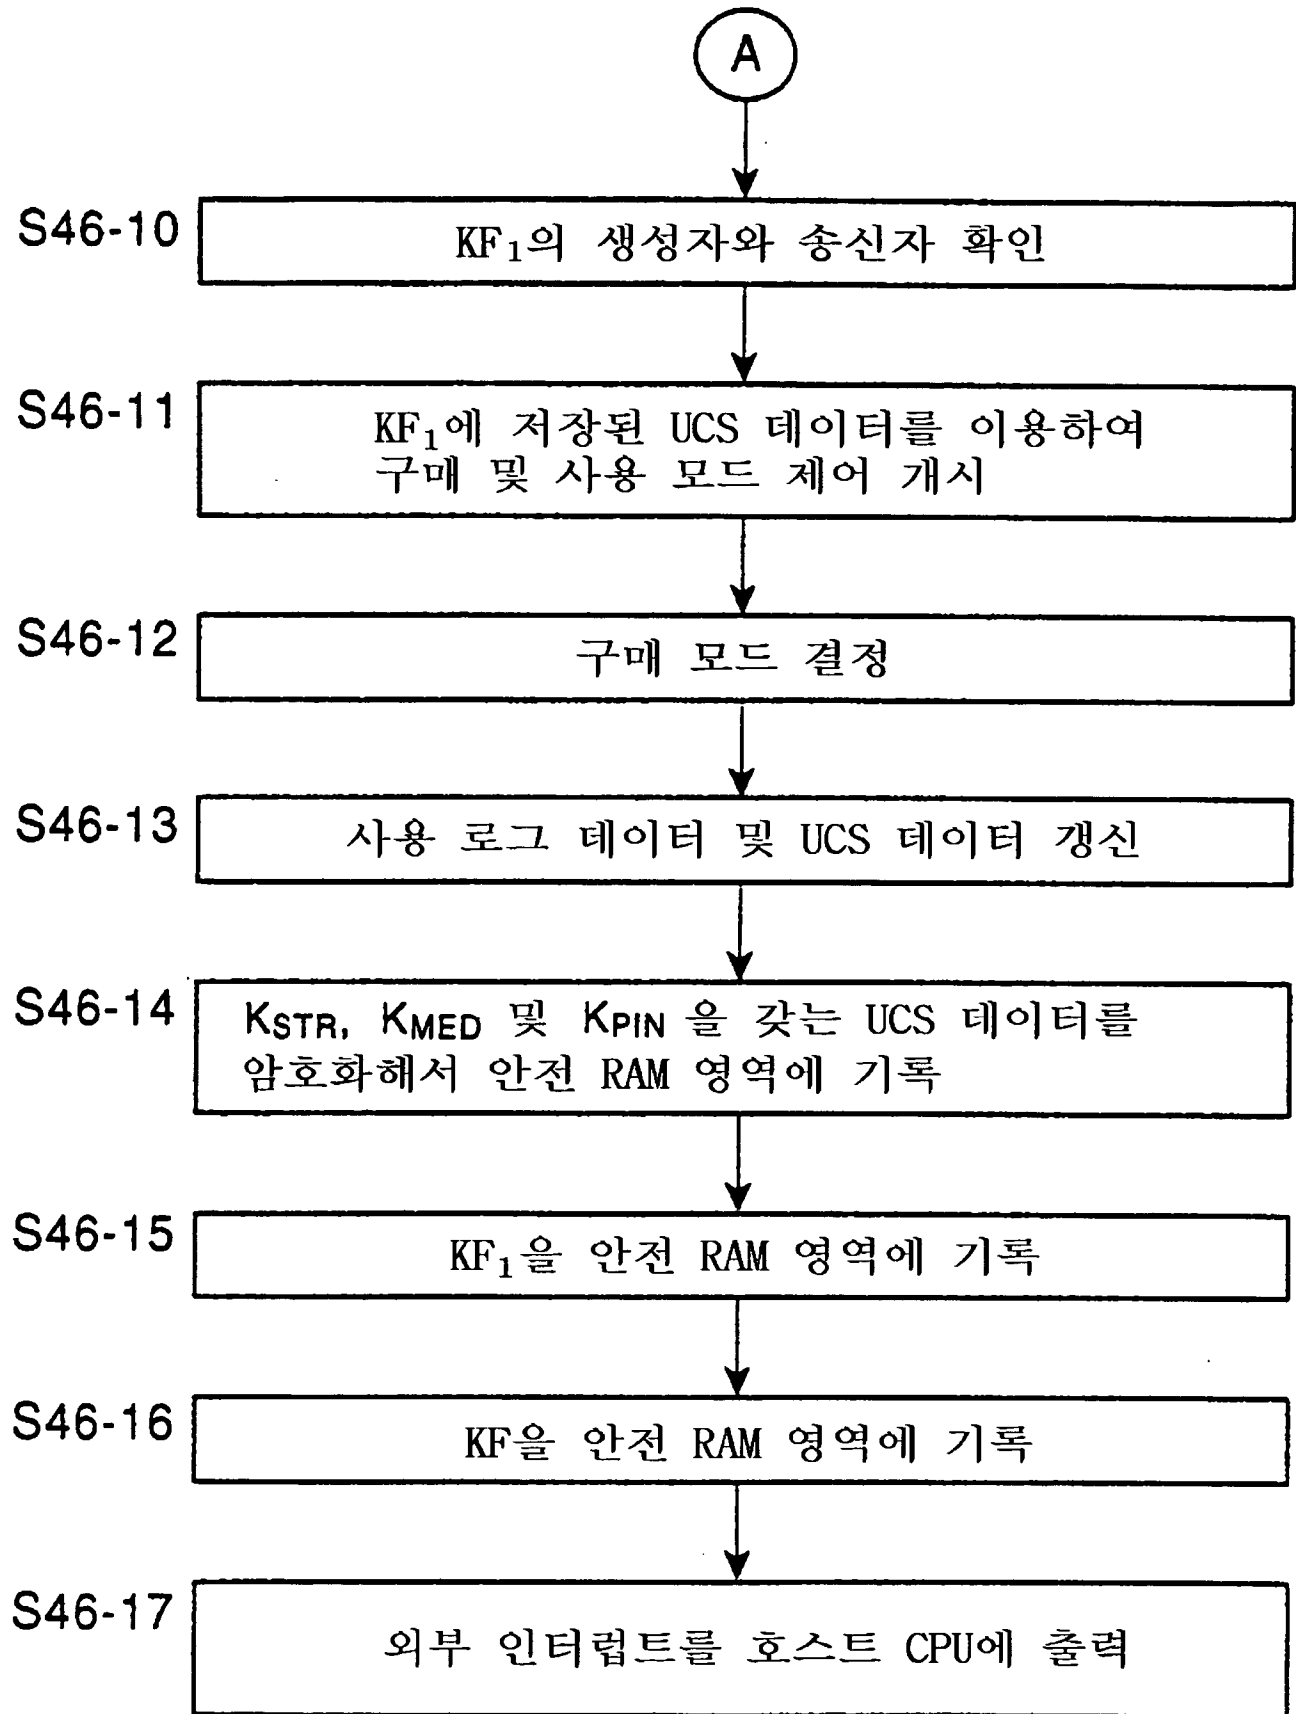 A
S46-10
KF₁의 생성자와 송신자 확인
S46-11
KF₁에 저장된 UCS 데이터를 이용하여
구매 및 사용 모드 제어 개시
S46-12
구매 모드 결정
S46-13
사용 로그 데이터 및 UCS 데이터 갱신
S46-14
KSTR, KMED 및 KPIN 을 갖는 UCS 데이터를
암호화해서 안전 RAM 영역에 기록
S46-15
KF₁을 안전 RAM 영역에 기록
S46-16
KF을 안전 RAM 영역에 기록
S46-17
외부 인터럽트를 호스트 CPU에 출력